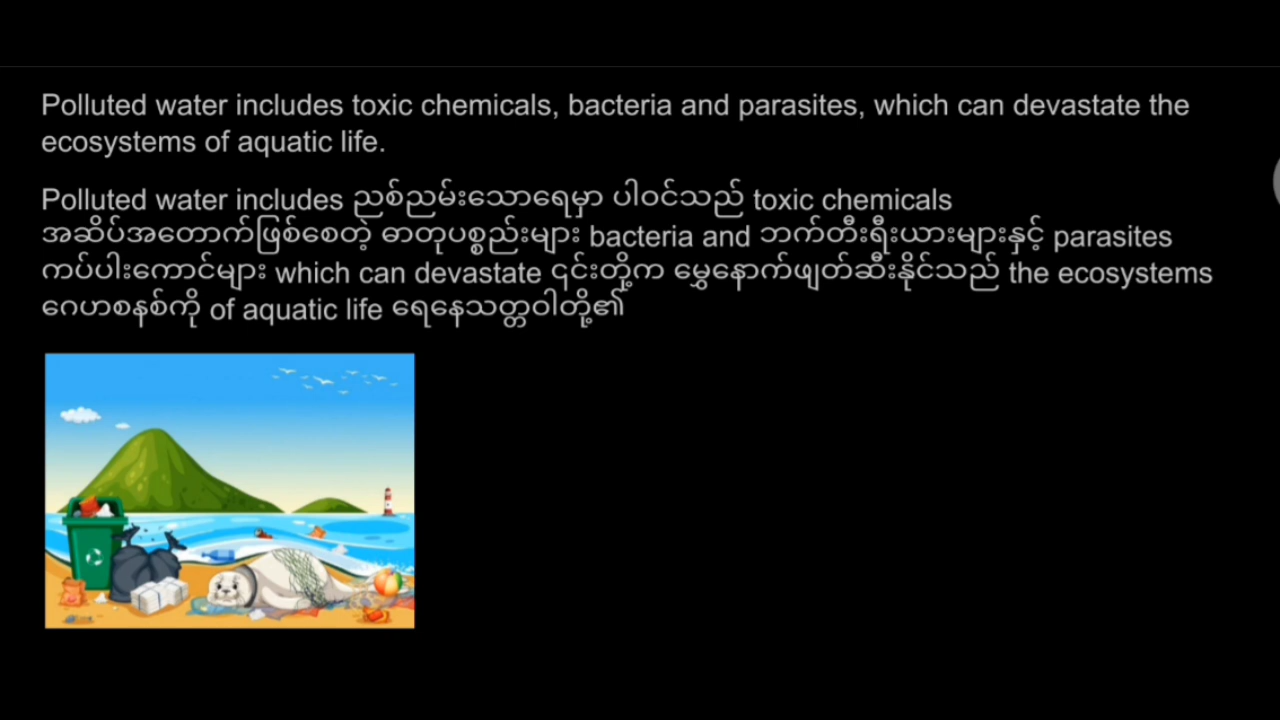 Polluted water includes toxic chemicals, bacteria and parasites, which can devastate the
ecosystems of aquatic life.
Polluted water includes ညစ်ညမ်းသောရေမှာ ပါဝင်သည် toxic chemicals
အဆိပ်အတောက်ဖြစ်စေတဲ့ ဓာတုပစ္စည်းများ bacteria and ဘက်တီးရီးယားများနှင့် parasites
ကပ်ပါးကောင်များ which can devastate ၎င်းတို့က မွှေနောက်ဖျတ်ဆီးနိုင်သည် the ecosystems
ဂေဟစနစ်ကို of aquatic life ရေနေသတ္တဝါတို့၏